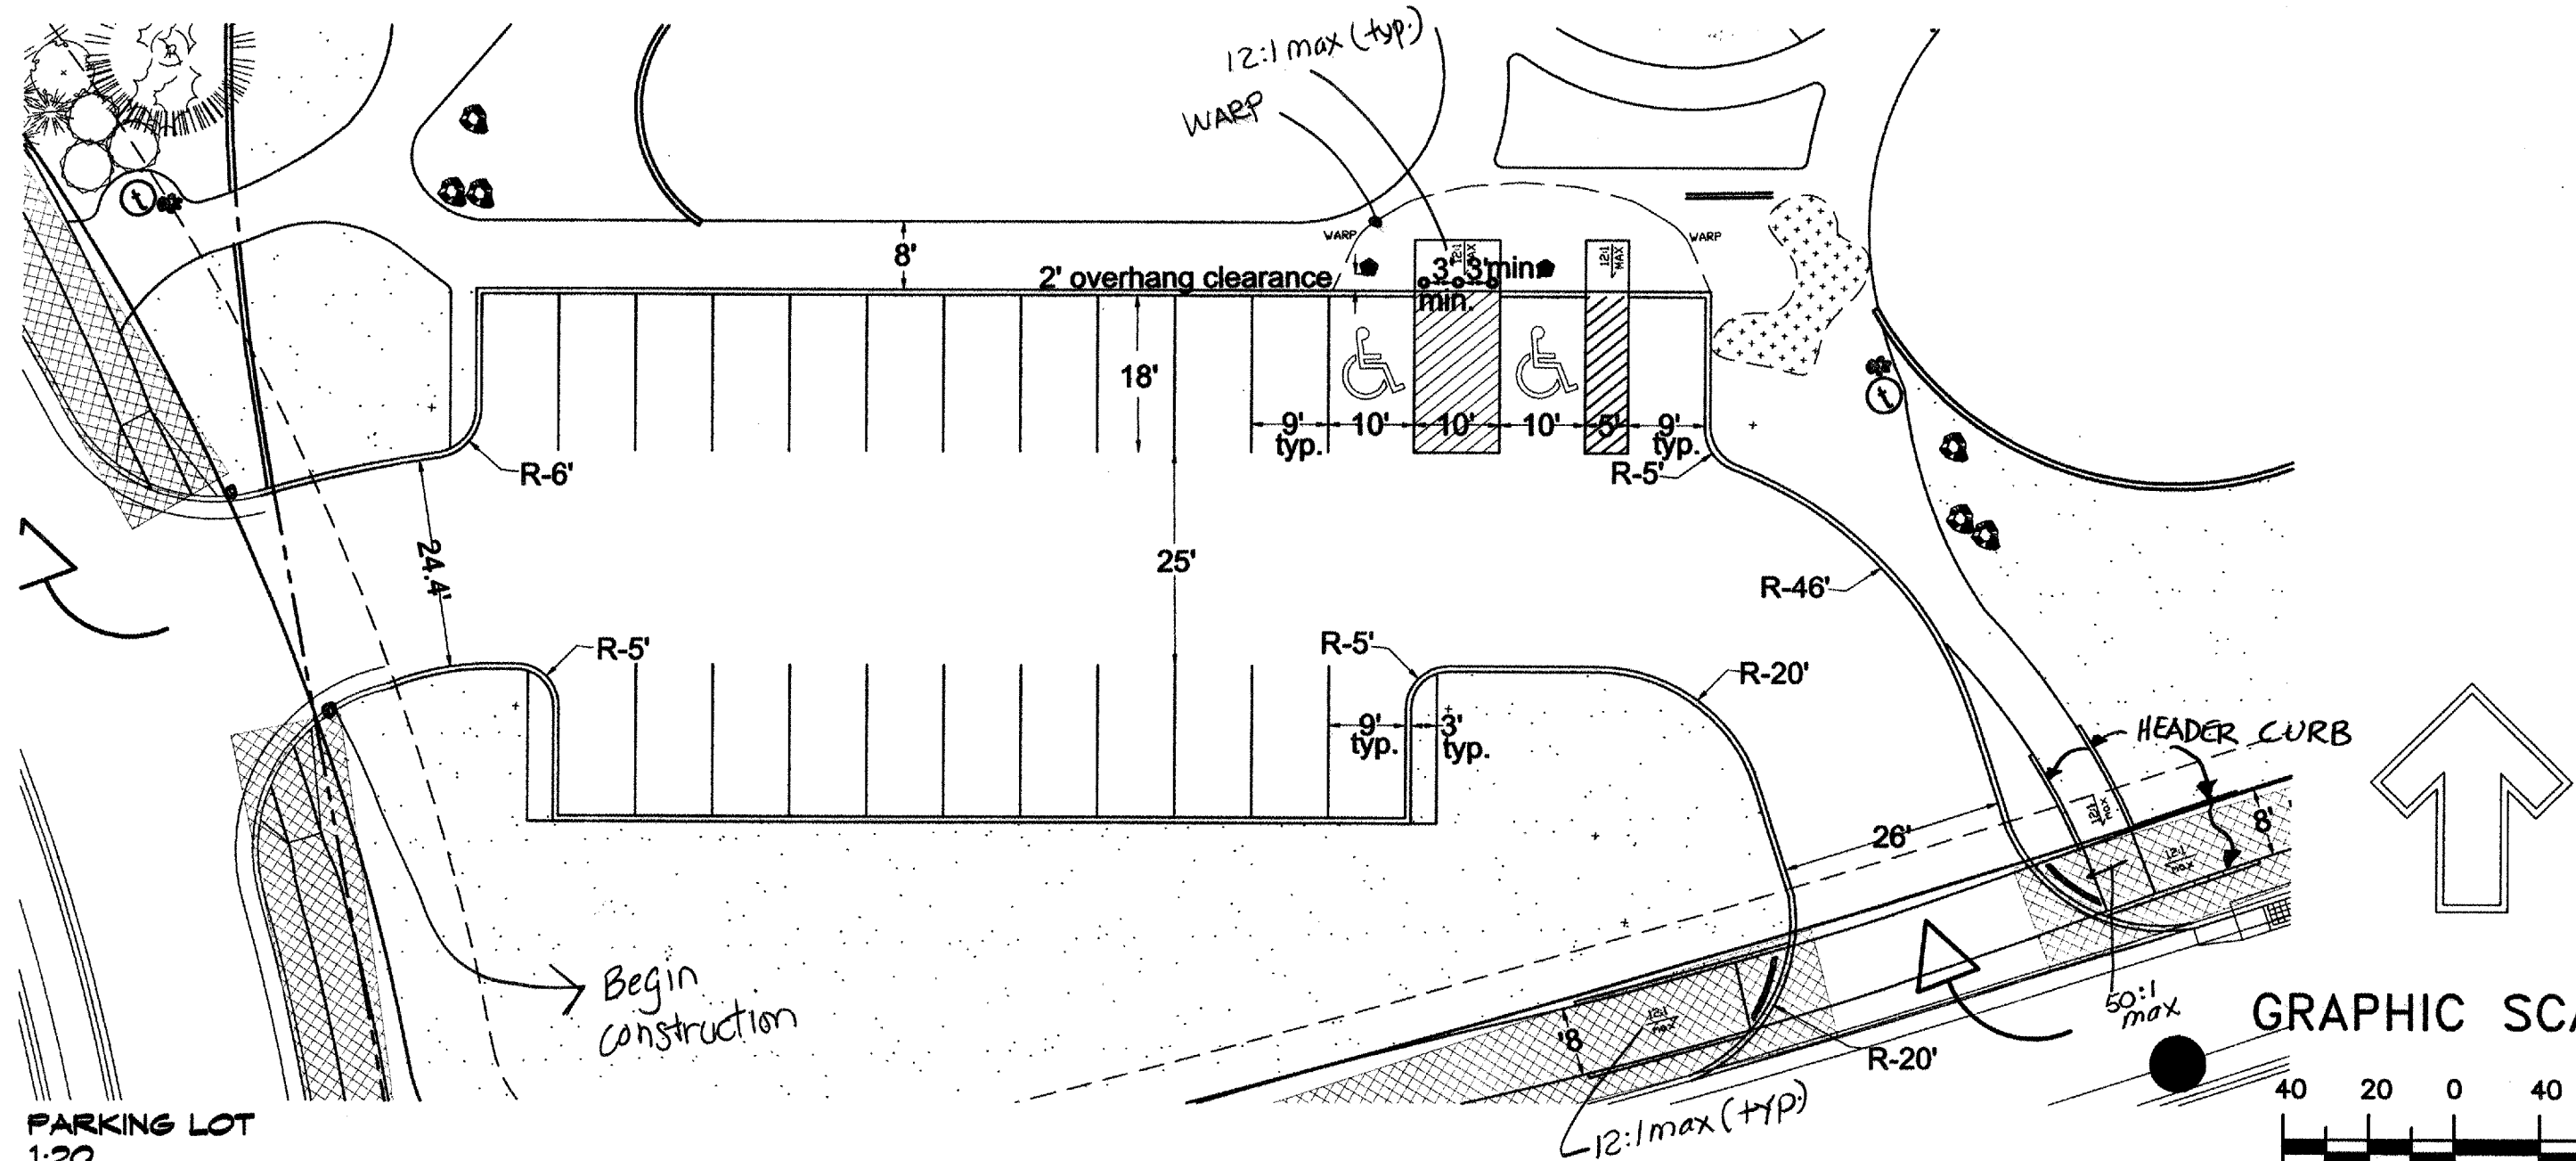 12:1 max (typ.)
WARP
WARP
WARP
8'
2' overhang clearance
3'
3'
min.
min.
12:1
MAX
12:1
MAX
18'
9'
typ.
10'
10'
10'
5'
9'
typ.
R-6'
R-5'
24.4'
25'
R-46'
R-5'
R-5'
R-20'
9'
typ.
3'
typ.
HEADER CURB
26'
12:1
max
8'
12:1
max
Begin
construction
12:1
max
8'
50:1
max
R-20'
12:1 max (typ)
GRAPHIC SCA
40 20 0 40
PARKING LOT
1:20